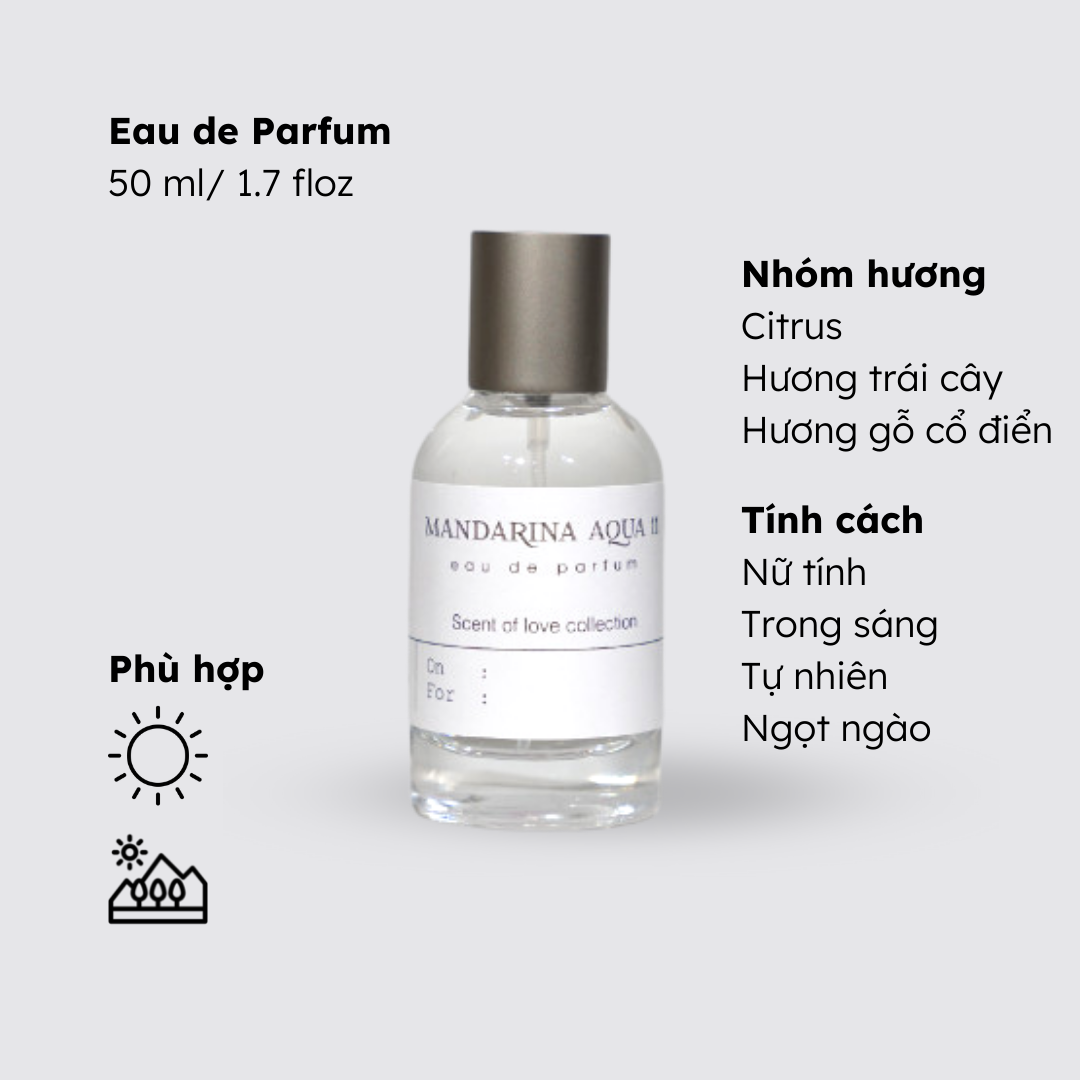 Eau de Parfum
50 ml/ 1.7 floz
Nhóm hương
Citrus
Hương trái cây
Hương gỗ cổ điển
Tính cách
Nữ tính
Trong sáng
Tự nhiên
Ngọt ngào
MANDARINA AQUA 11
eau de parfum
Scent of love collection
On :
For :
Phù hợp